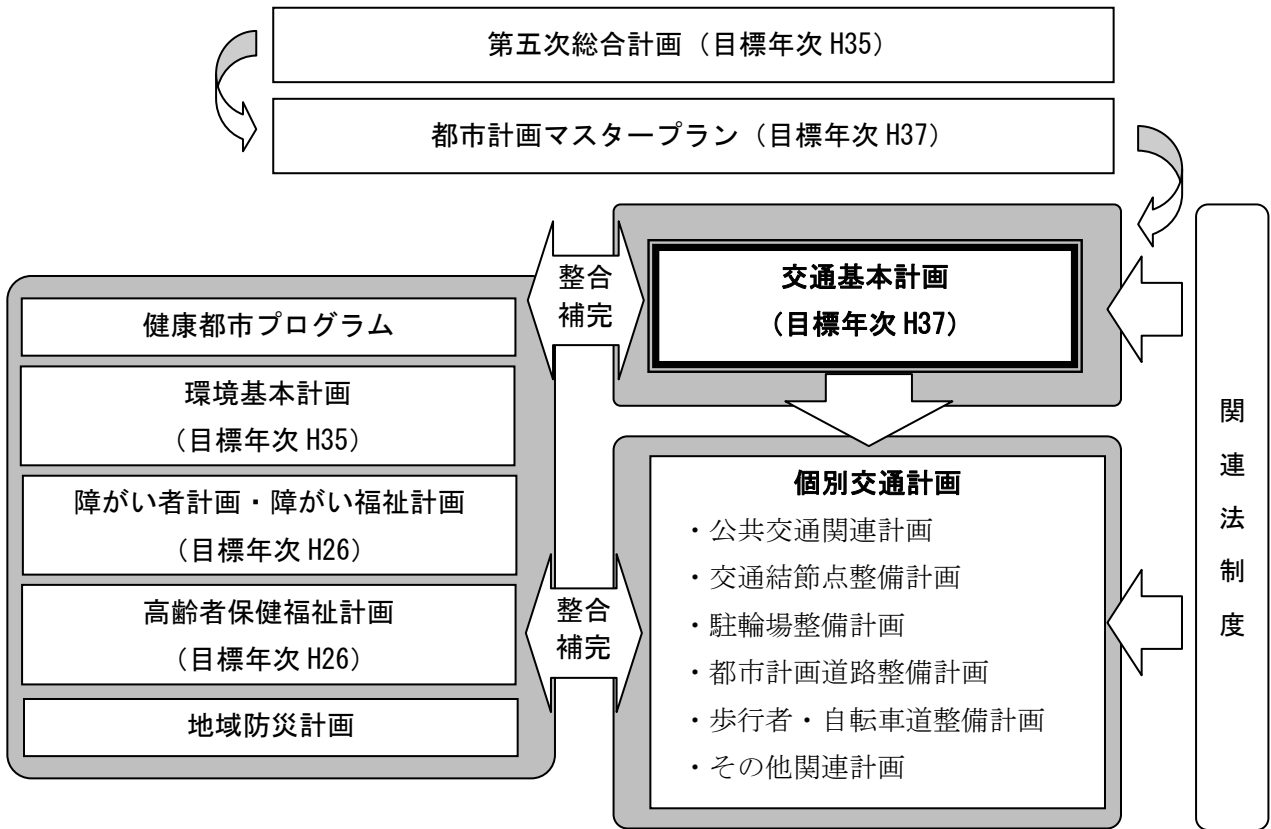 第五次総合計画（目標年次 H35）
都市計画マスタープラン（目標年次 H37）
整合
補完
交通基本計画
（目標年次 H37）
健康都市プログラム
環境基本計画
（目標年次 H35）
障がい者計画・障がい福祉計画
（目標年次 H26）
高齢者保健福祉計画
（目標年次 H26）
地域防災計画
整合
補完
個別交通計画
・公共交通関連計画
・交通結節点整備計画
・駐輪場整備計画
・都市計画道路整備計画
・歩行者・自転車道整備計画
・その他関連計画
関
連
法
制
度